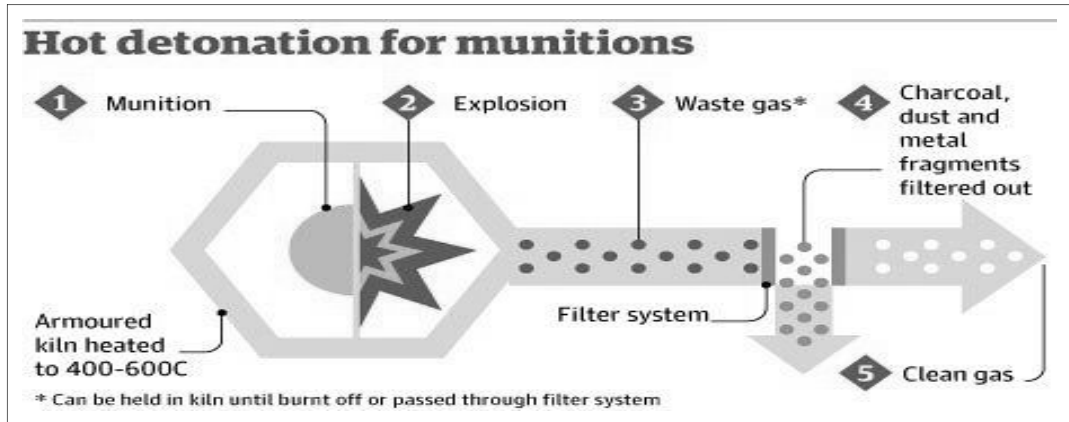 Hot detonation for munitions
1 Munition
2 Explosion
3 Waste gas*
4 Charcoal,
dust and
metal
fragments
filtered out
Filter system
Armoured
kiln heated
to 400-600C
5 Clean gas
* Can be held in kiln until burnt off or passed through filter system